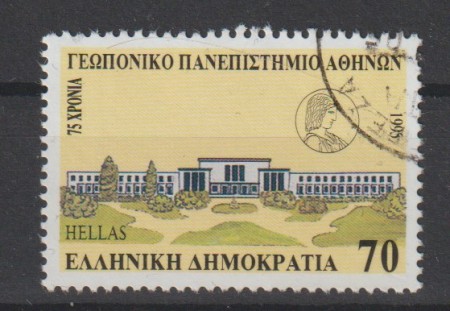 ΓΕΩΠΟΝΙΚΟ ΠΑΝΕΠΙΣΤΗΜΙΟ ΑΘΗΝΩΝ
75 ΧΡΟΝΙΑ
1995
HELLAS
ΕΛΛΗΝΙΚΗ ΔΗΜΟΚΡΑΤΙΑ 70